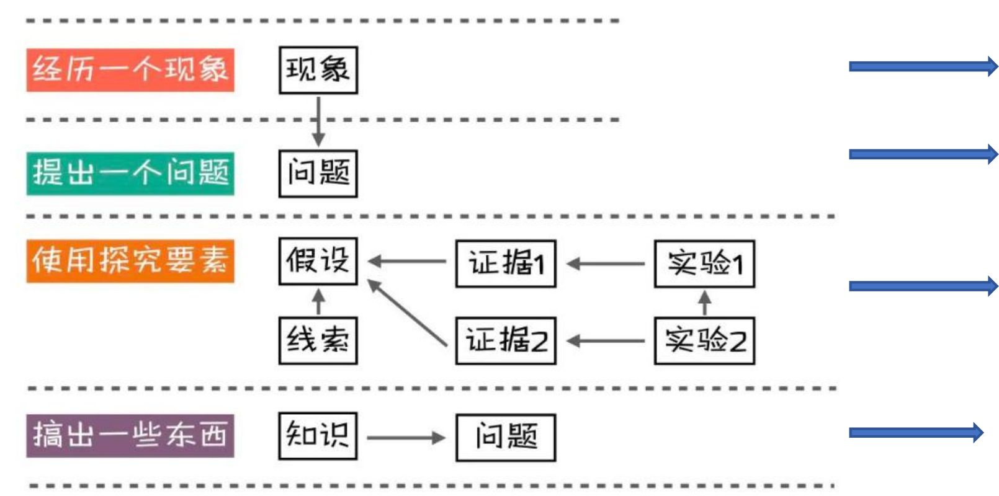 经历一个现象
现象
提出一个问题
问题
使用探究要素
假设
证据1
实验1
线索
证据2
实验2
搞出一些东西
知识
问题